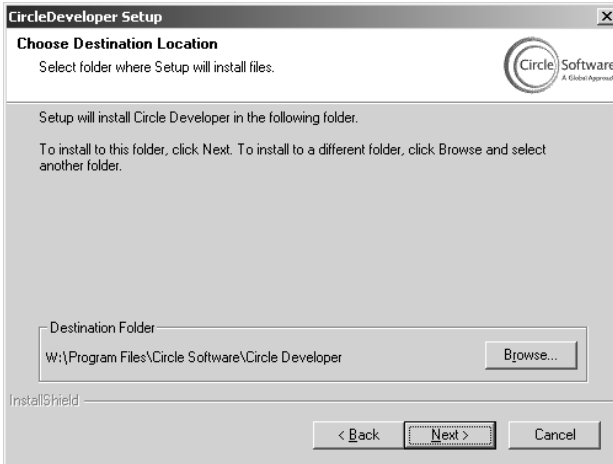 CircleDeveloper Setup
Choose Destination Location
Select folder where Setup will install files.
Circle Software
A Global Approach
Setup will install Circle Developer in the following folder.
To install to this folder, click Next. To install to a different folder, click Browse and select
another folder.
Destination Folder
W:\Program Files\Circle Software\Circle Developer
Browse...
InstallShield
< Back
Next >
Cancel